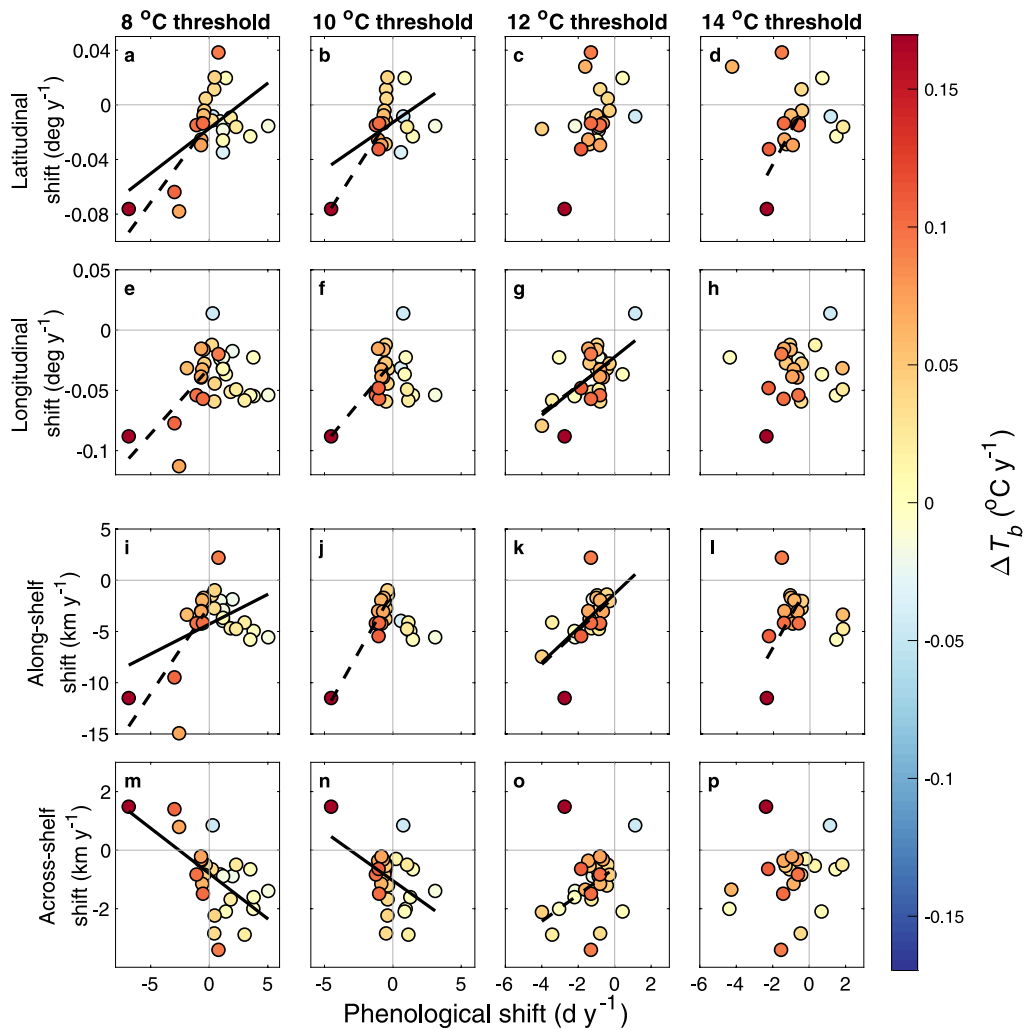 8 °C threshold 10 °C threshold 12 °C threshold 14 °C threshold
Latitudinal
shift (deg y⁻¹)
0.04
0
-0.04
-0.08
a b c d
Longitudinal
shift (deg y⁻¹)
0.05
0
-0.05
-0.1
e f g h
Along-shelf
shift (km y⁻¹)
5
0
-5
-10
-15
i j k l
Across-shelf
shift (km y⁻¹)
2
0
-2
m n o p
-5 0 5 -5 0 5 -6 -4 -2 0 2 -4 -2 0 2
Phenological shift (d y⁻¹)
0.15
0.1
0.05
0
-0.05
-0.1
-0.15
ΔT_b (°C y⁻¹)